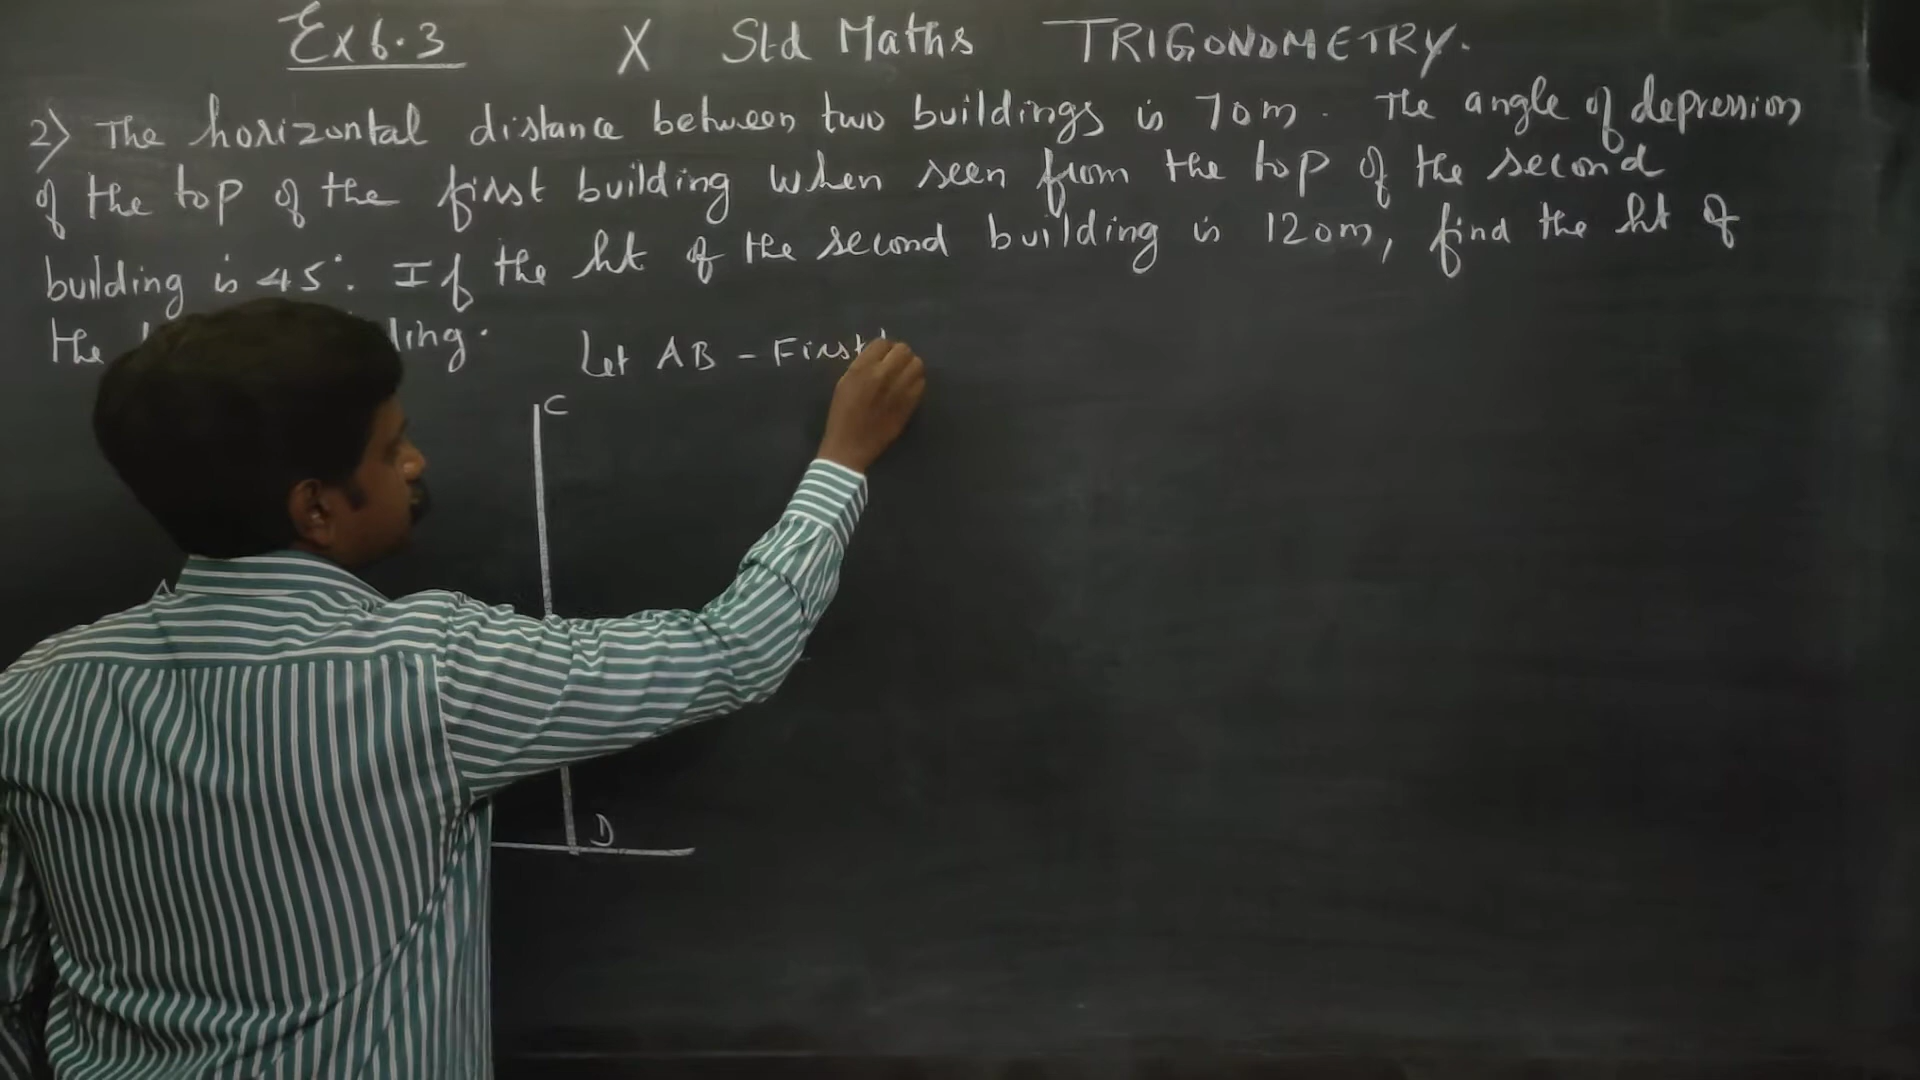 Ex 6.3 X Std Maths TRIGONOMETRY.
2) The horizontal distance between two buildings is 70m. The angle of depression
of the top of the first building when seen from the top of the second
building is 45°. If the ht of the second building is 120m, find the ht of
the
Let AB - First
C
A
D